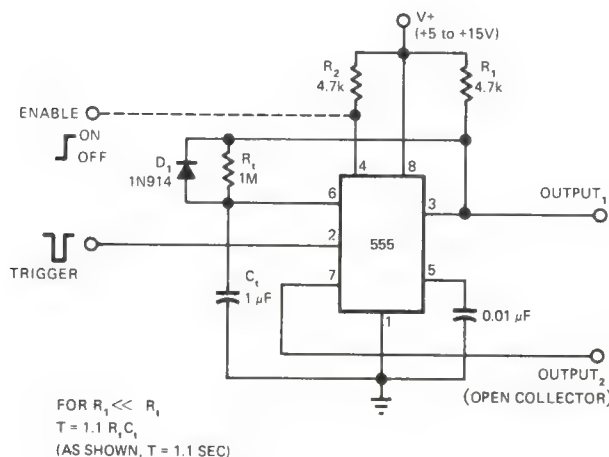 V+
(+5 to +15V)
R2
4.7k
R1
4.7k
ENABLE
ON
OFF
D1
1N914
Rt
1M
4
8
6
3
OUTPUT1
2
555
TRIGGER
7
5
Ct
1 µF
0.01 µF
1
OUTPUT2
(OPEN COLLECTOR)
FOR R1 << Rt
T = 1.1 RtCt
(AS SHOWN, T = 1.1 SEC)